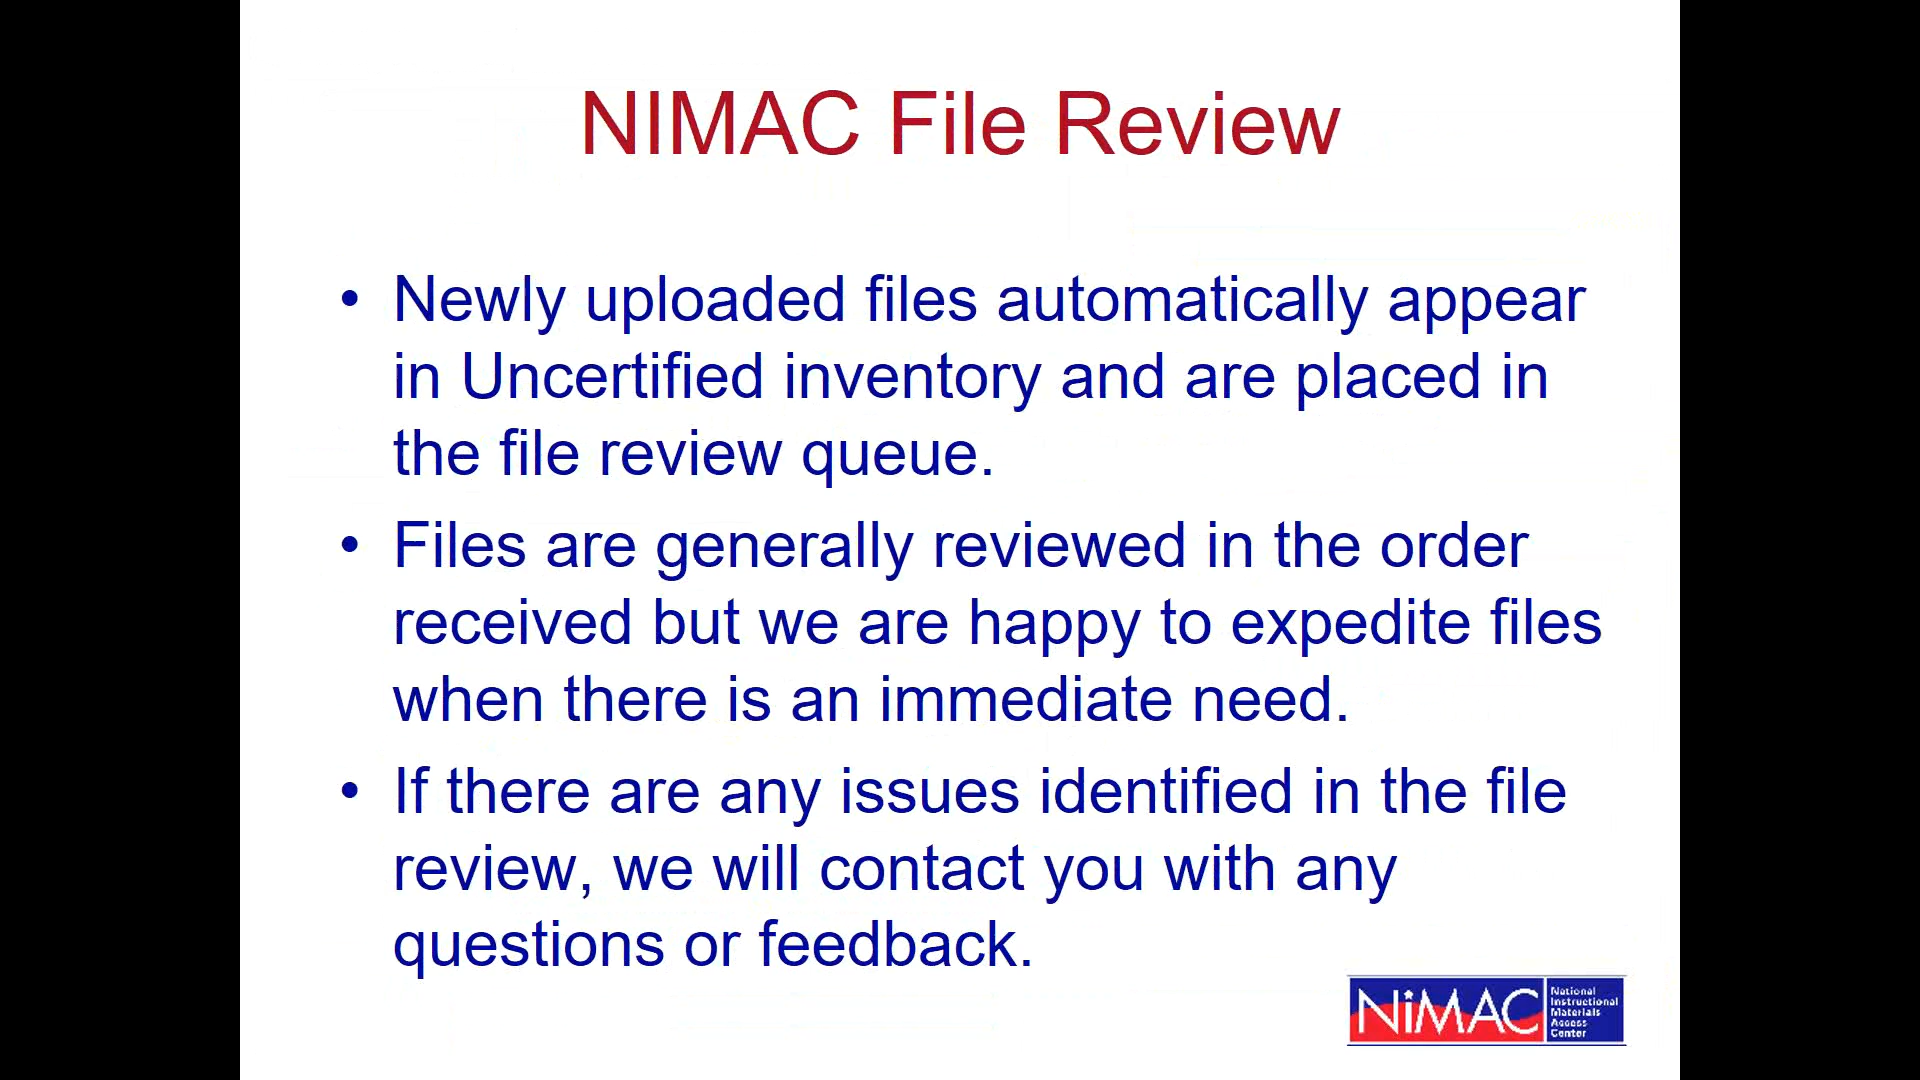 NIMAC File Review
• Newly uploaded files automatically appear
in Uncertified inventory and are placed in
the file review queue.
• Files are generally reviewed in the order
received but we are happy to expedite files
when there is an immediate need.
• If there are any issues identified in the file
review, we will contact you with any
questions or feedback.
NiMAC
National
Instructional
Materials
Access
Center